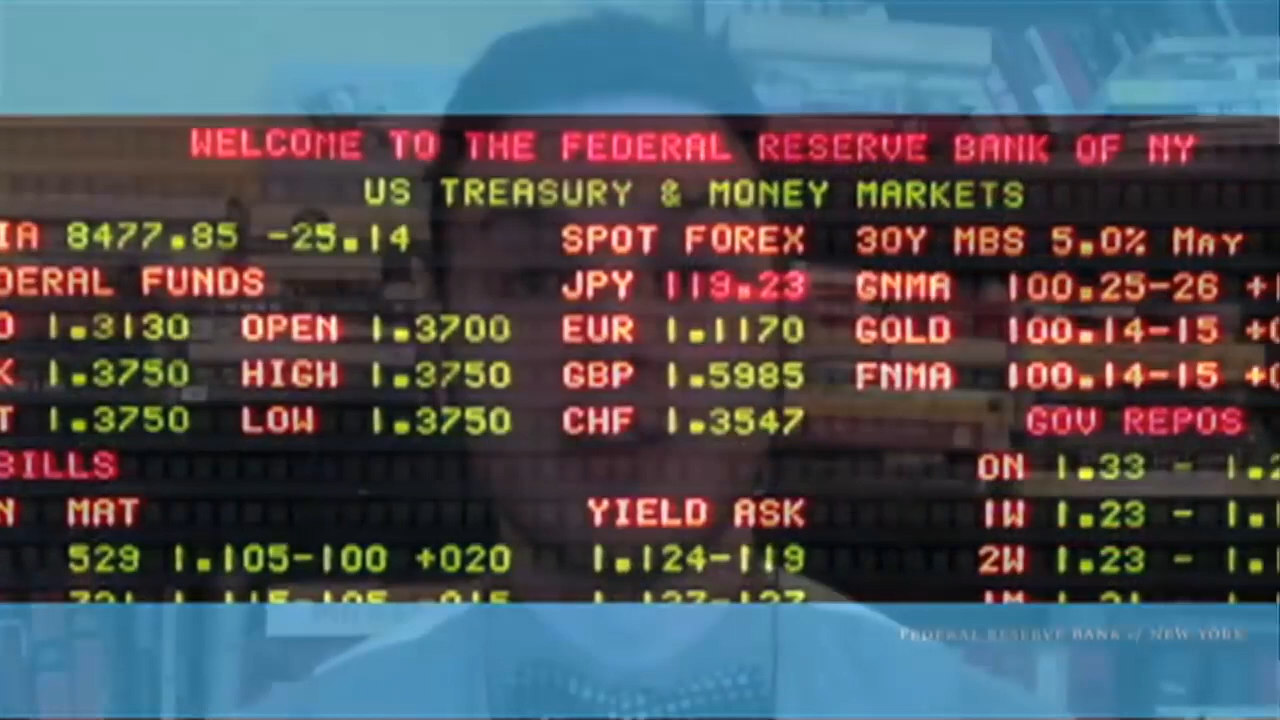 WELCOME TO THE FEDERAL RESERVE BANK OF NY
US TREASURY & MONEY MARKETS
IA 8477.85 -25.14 SPOT FOREX 30Y MBS 5.0% MAY
DERAL FUNDS JPY 119.23 GNMA 100.25-26 +
1.3130 OPEN 1.3700 EUR 1.1170 GOLD 100.14-15 +
K 1.3750 HIGH 1.3750 GBP 1.5985 FNMA 100.14-15 +
T 1.3750 LOW 1.3750 CHF 1.3547 GOV REPOS
BILLS ON 1.33 - 1.2
N MAT YIELD ASK 1W 1.23 - 1.
529 1.105-100 +020 1.124-119 2W 1.23 - 1.
FEDERAL RESERVE BANK of NEW YORK